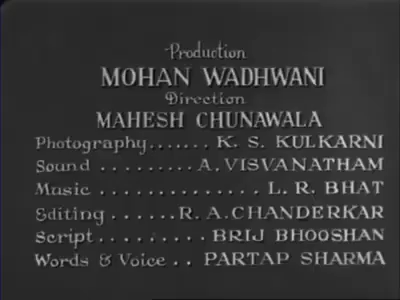 Production
MOHAN WADHWANI
Direction
MAHESH CHUNAWALA
Photography....... K. S. KULKARNI
Sound ......... A. VISVANATHAM
Music .............. L. R. BHAT
Editing ...... R. A. CHANDERKAR
Script.......... BRIJ BHOOSHAN
Words & Voice .. PARTAP SHARMA